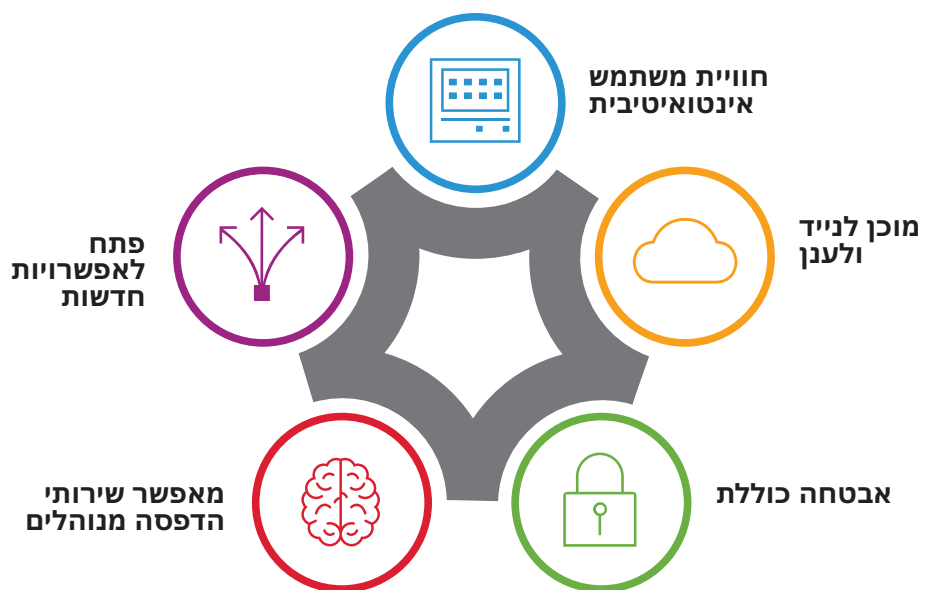 חוויית משתמש
אינטואיטיבית
מוכן לנייד
ולענן
פתח
לאפשרויות
חדשות
אבטחה כוללת
מאפשר שירותי
הדפסה מנוהלים